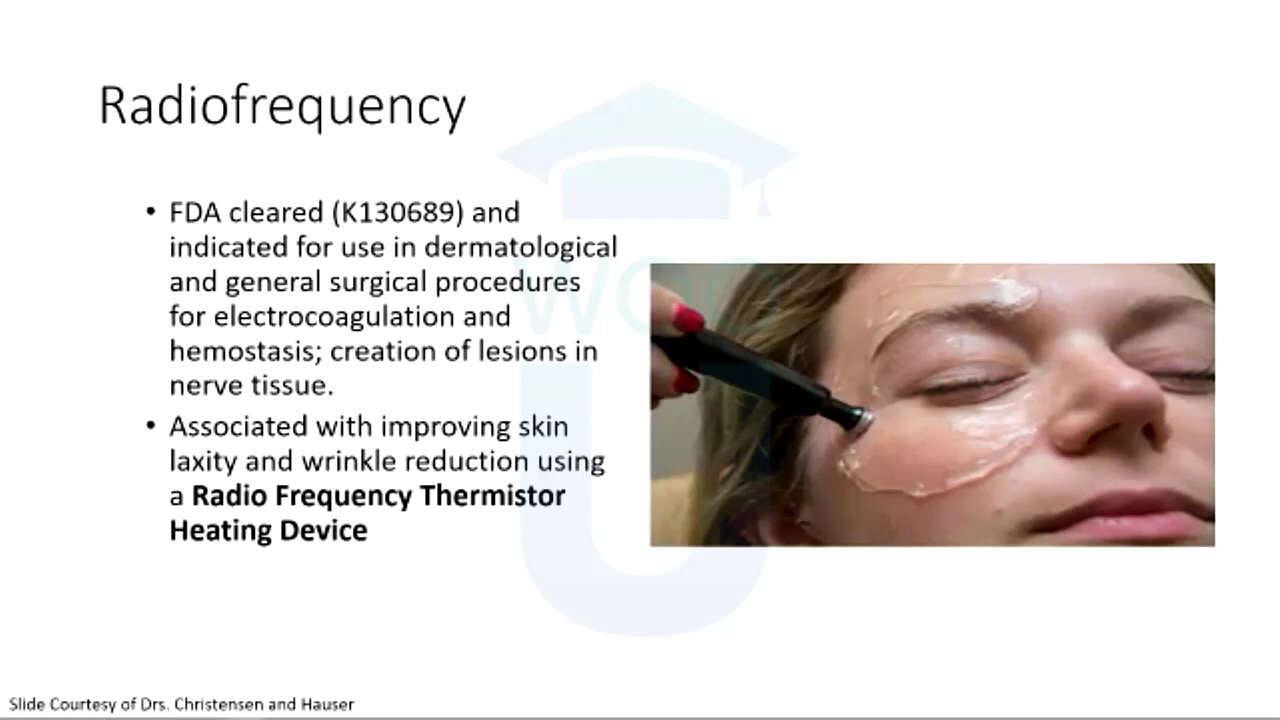 Radiofrequency
• FDA cleared (K130689) and
indicated for use in dermatological
and general surgical procedures
for electrocoagulation and
hemostasis; creation of lesions in
nerve tissue.
• Associated with improving skin
laxity and wrinkle reduction using
a Radio Frequency Thermistor
Heating Device
WOO
U
Slide Courtesy of Drs. Christensen and Hauser